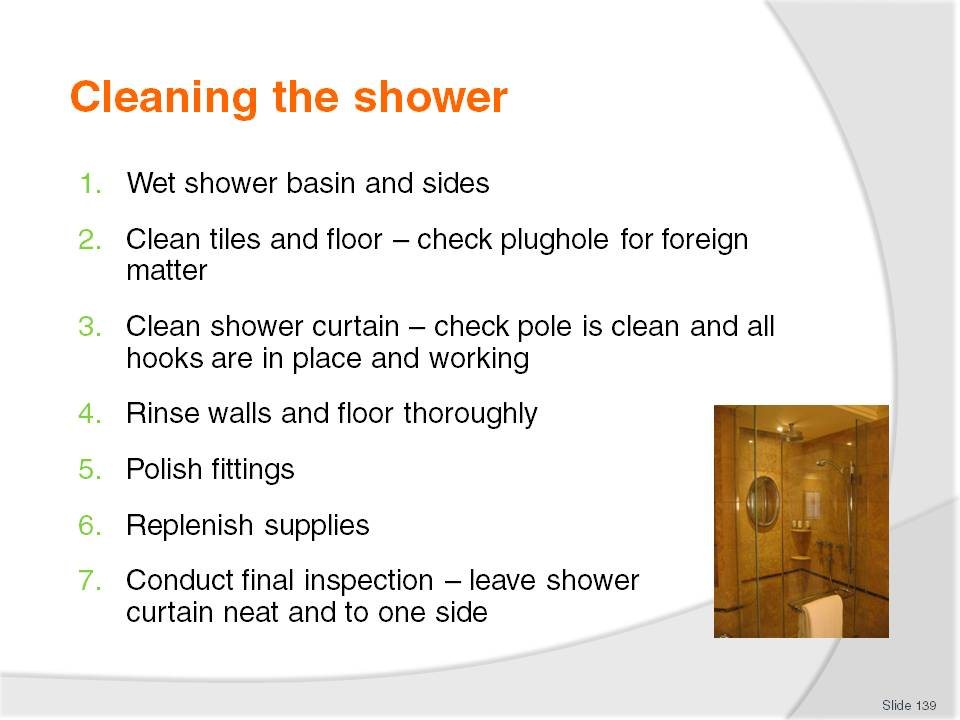 Cleaning the shower
1. Wet shower basin and sides
2. Clean tiles and floor – check plughole for foreign
matter
3. Clean shower curtain – check pole is clean and all
hooks are in place and working
4. Rinse walls and floor thoroughly
5. Polish fittings
6. Replenish supplies
7. Conduct final inspection – leave shower
curtain neat and to one side
Slide 139